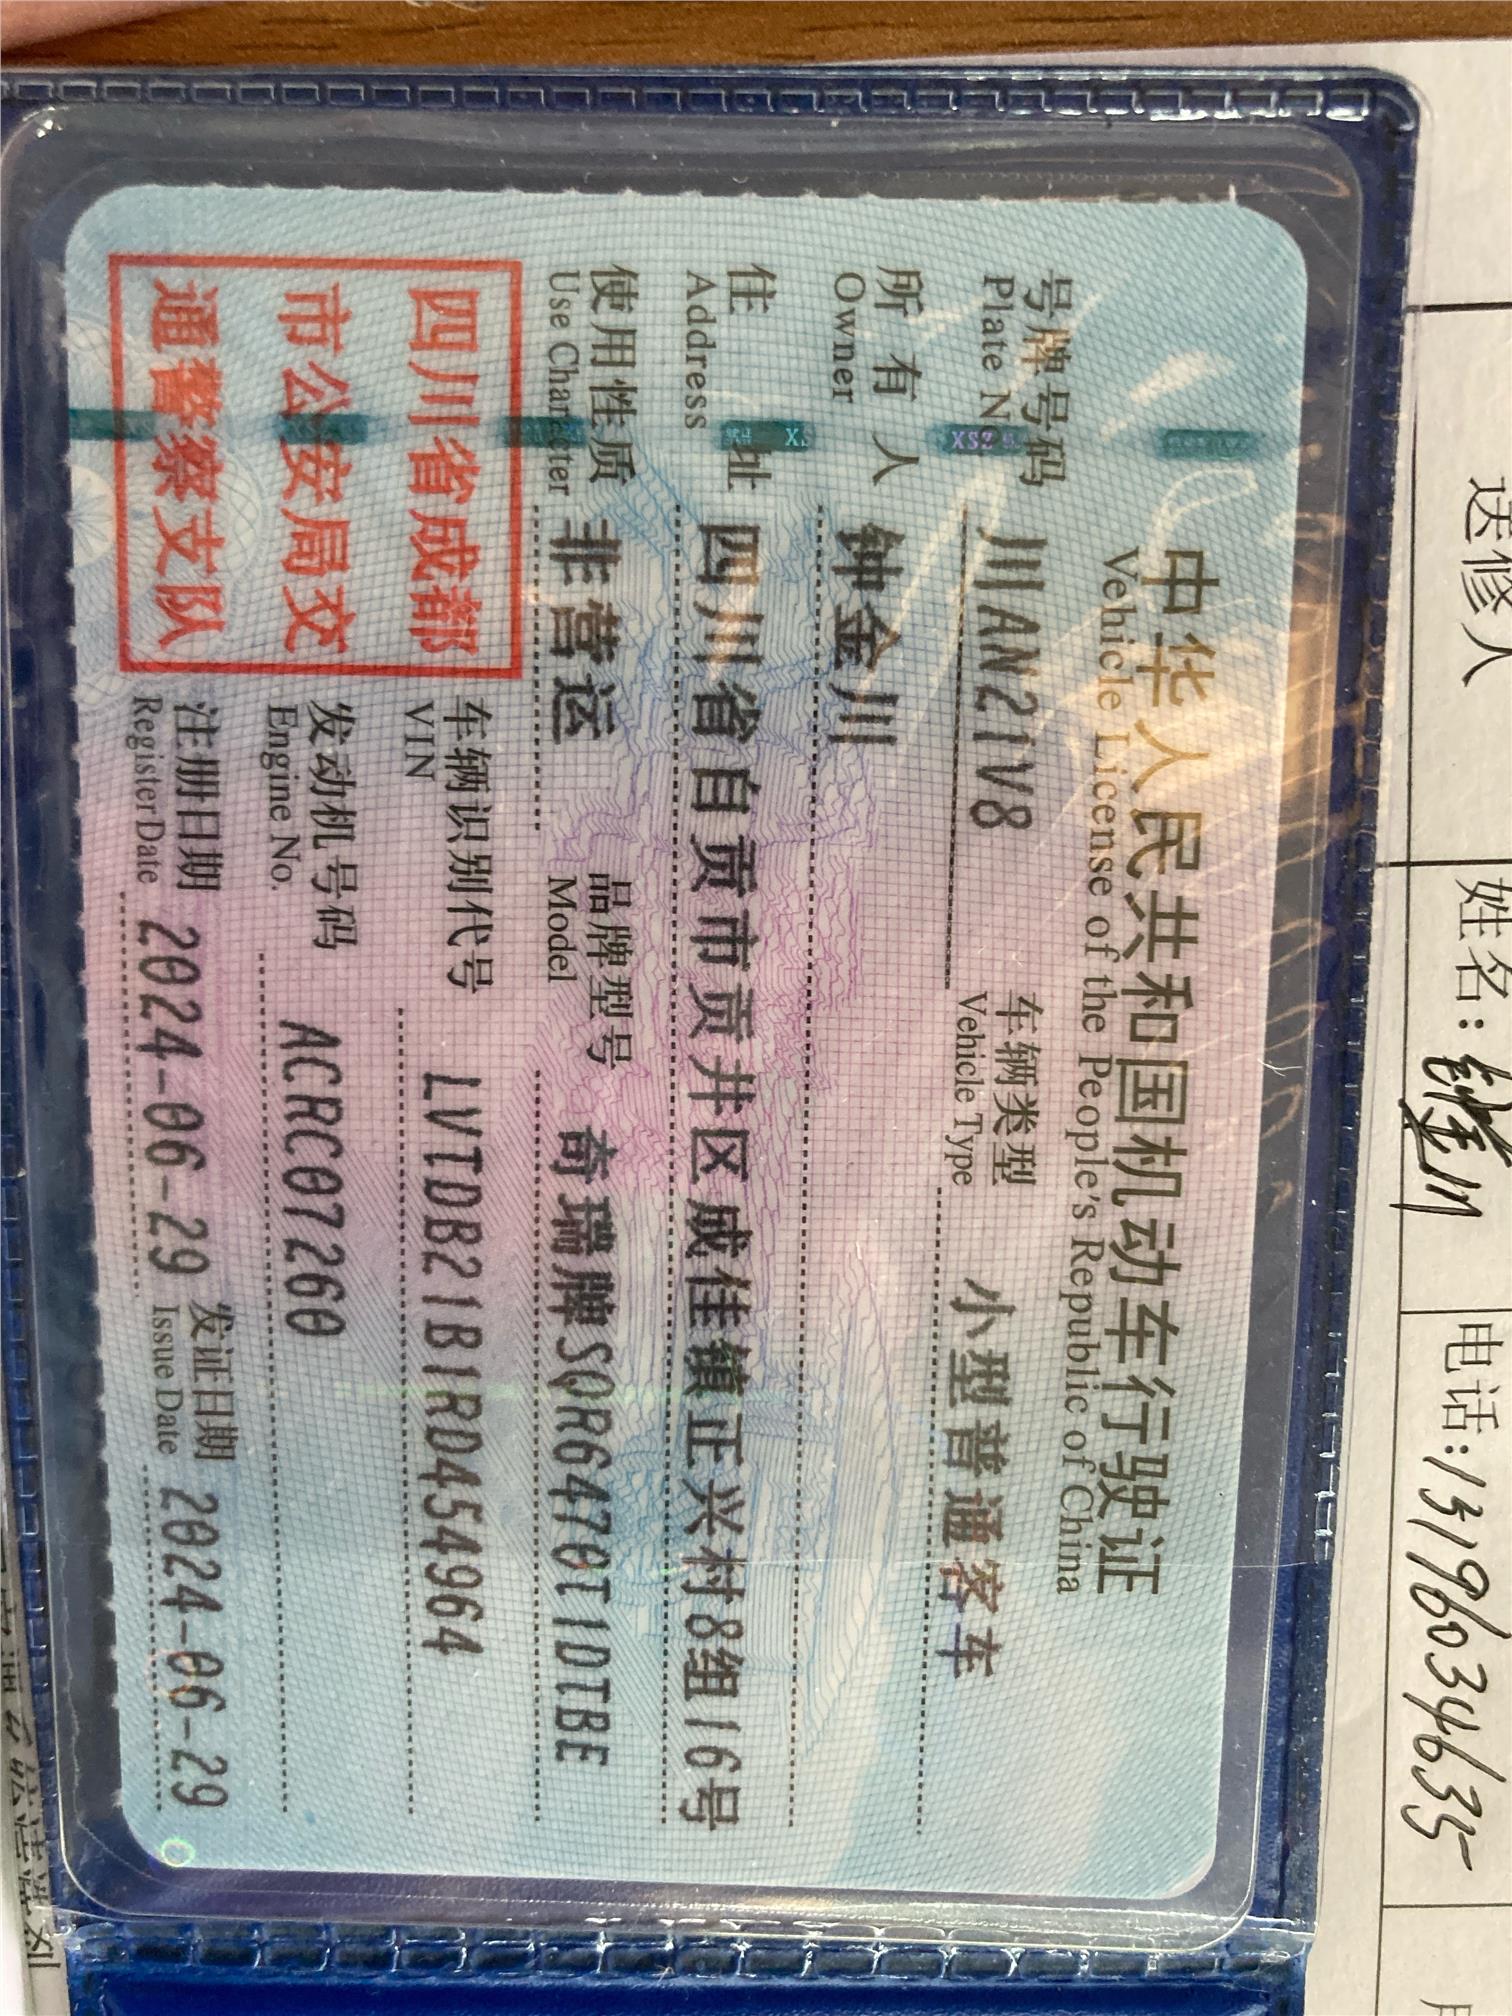 送修人
姓名：钟金川
电话：13196034635
中华人民共和国机动车行驶证
Vehicle License of the People's Republic of China
号牌号码 川AN21V8 车辆类型 小型普通客车
Plate No. Vehicle Type
所有人 钟金川
Owner
住址 四川省自贡市贡井区成佳镇正兴村8组16号
Address
使用性质 非营运 品牌型号 奇瑞牌SQR6470T1DTBE
Use Character Model
四川省成都
市公安局交
通警察支队
车辆识别代号 LVTDB21B1RD454964
VIN
发动机号码 ACRC07260
Engine No.
注册日期 2024-06-29 发证日期 2024-06-29
Register Date Issue Date